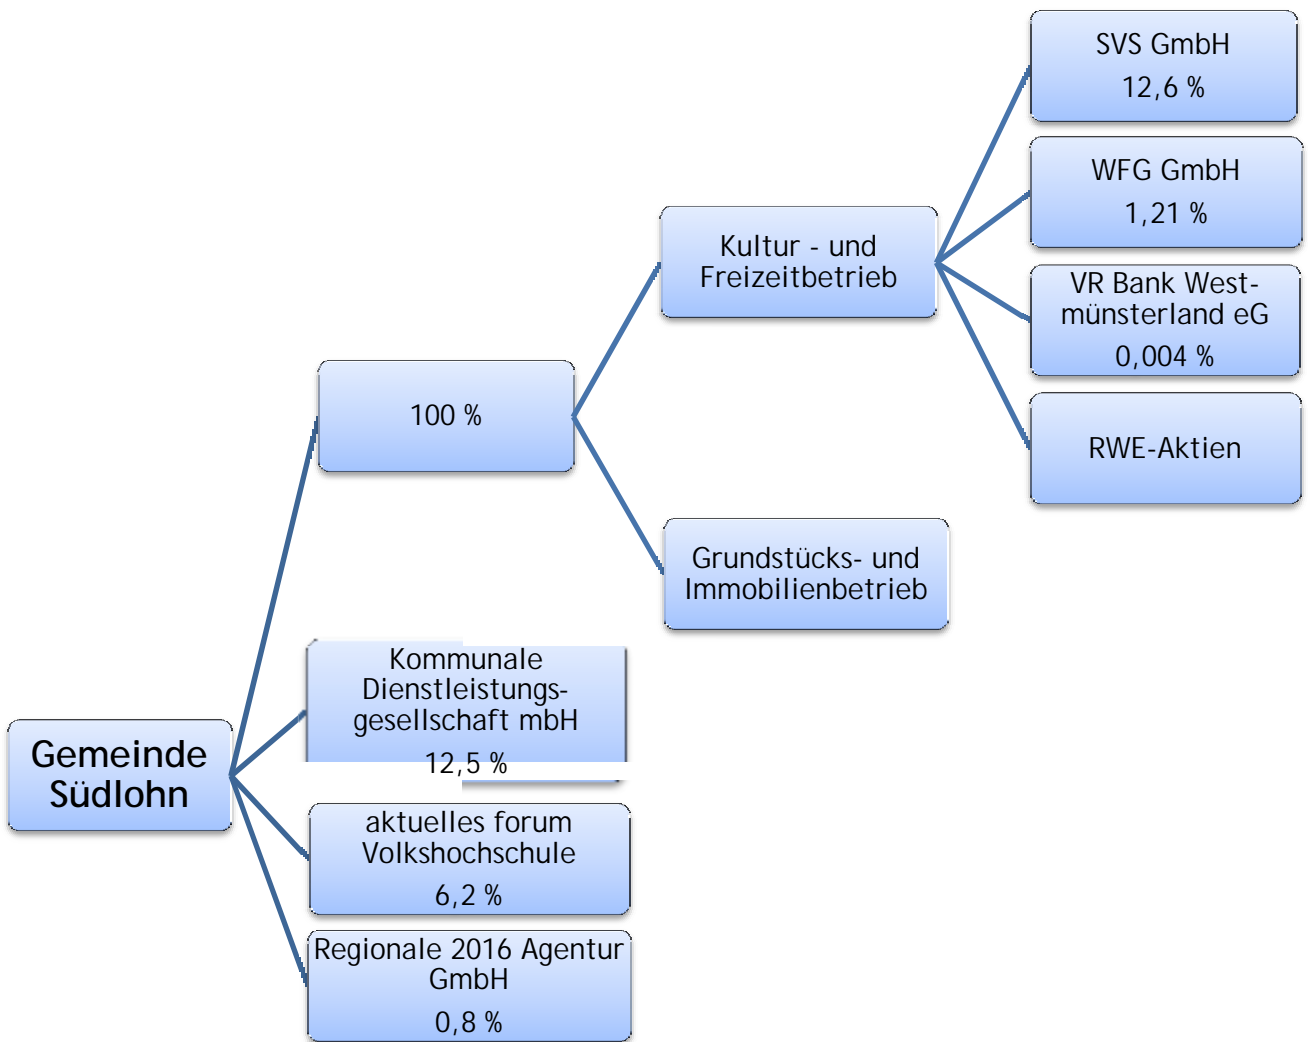 Gemeinde
Südlohn
100 %
Kultur - und
Freizeitbetrieb
SVS GmbH
12,6 %
WFG GmbH
1,21 %
VR Bank West-
münsterland eG
0,004 %
RWE-Aktien
Grundstücks- und
Immobilienbetrieb
Kommunale
Dienstleistungs-
gesellschaft mbH
12,5 %
aktuelles forum
Volkshochschule
6,2 %
Regionale 2016 Agentur
GmbH
0,8 %